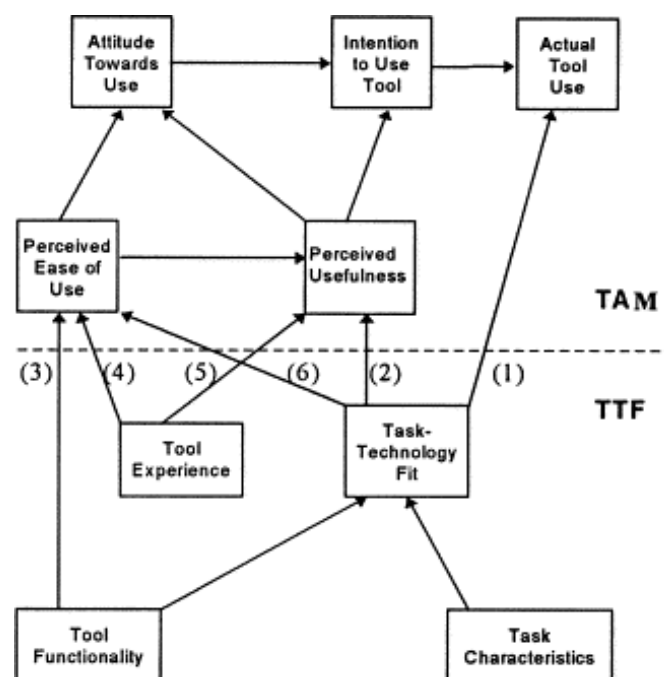 Attitude
Towards
Use
Intention
to Use
Tool
Actual
Tool
Use
Perceived
Ease of
Use
Perceived
Usefulness
TAM
(3)
(4)
(5)
(6)
(2)
(1)
TTF
Tool
Experience
Task-
Technology
Fit
Tool
Functionality
Task
Characteristics